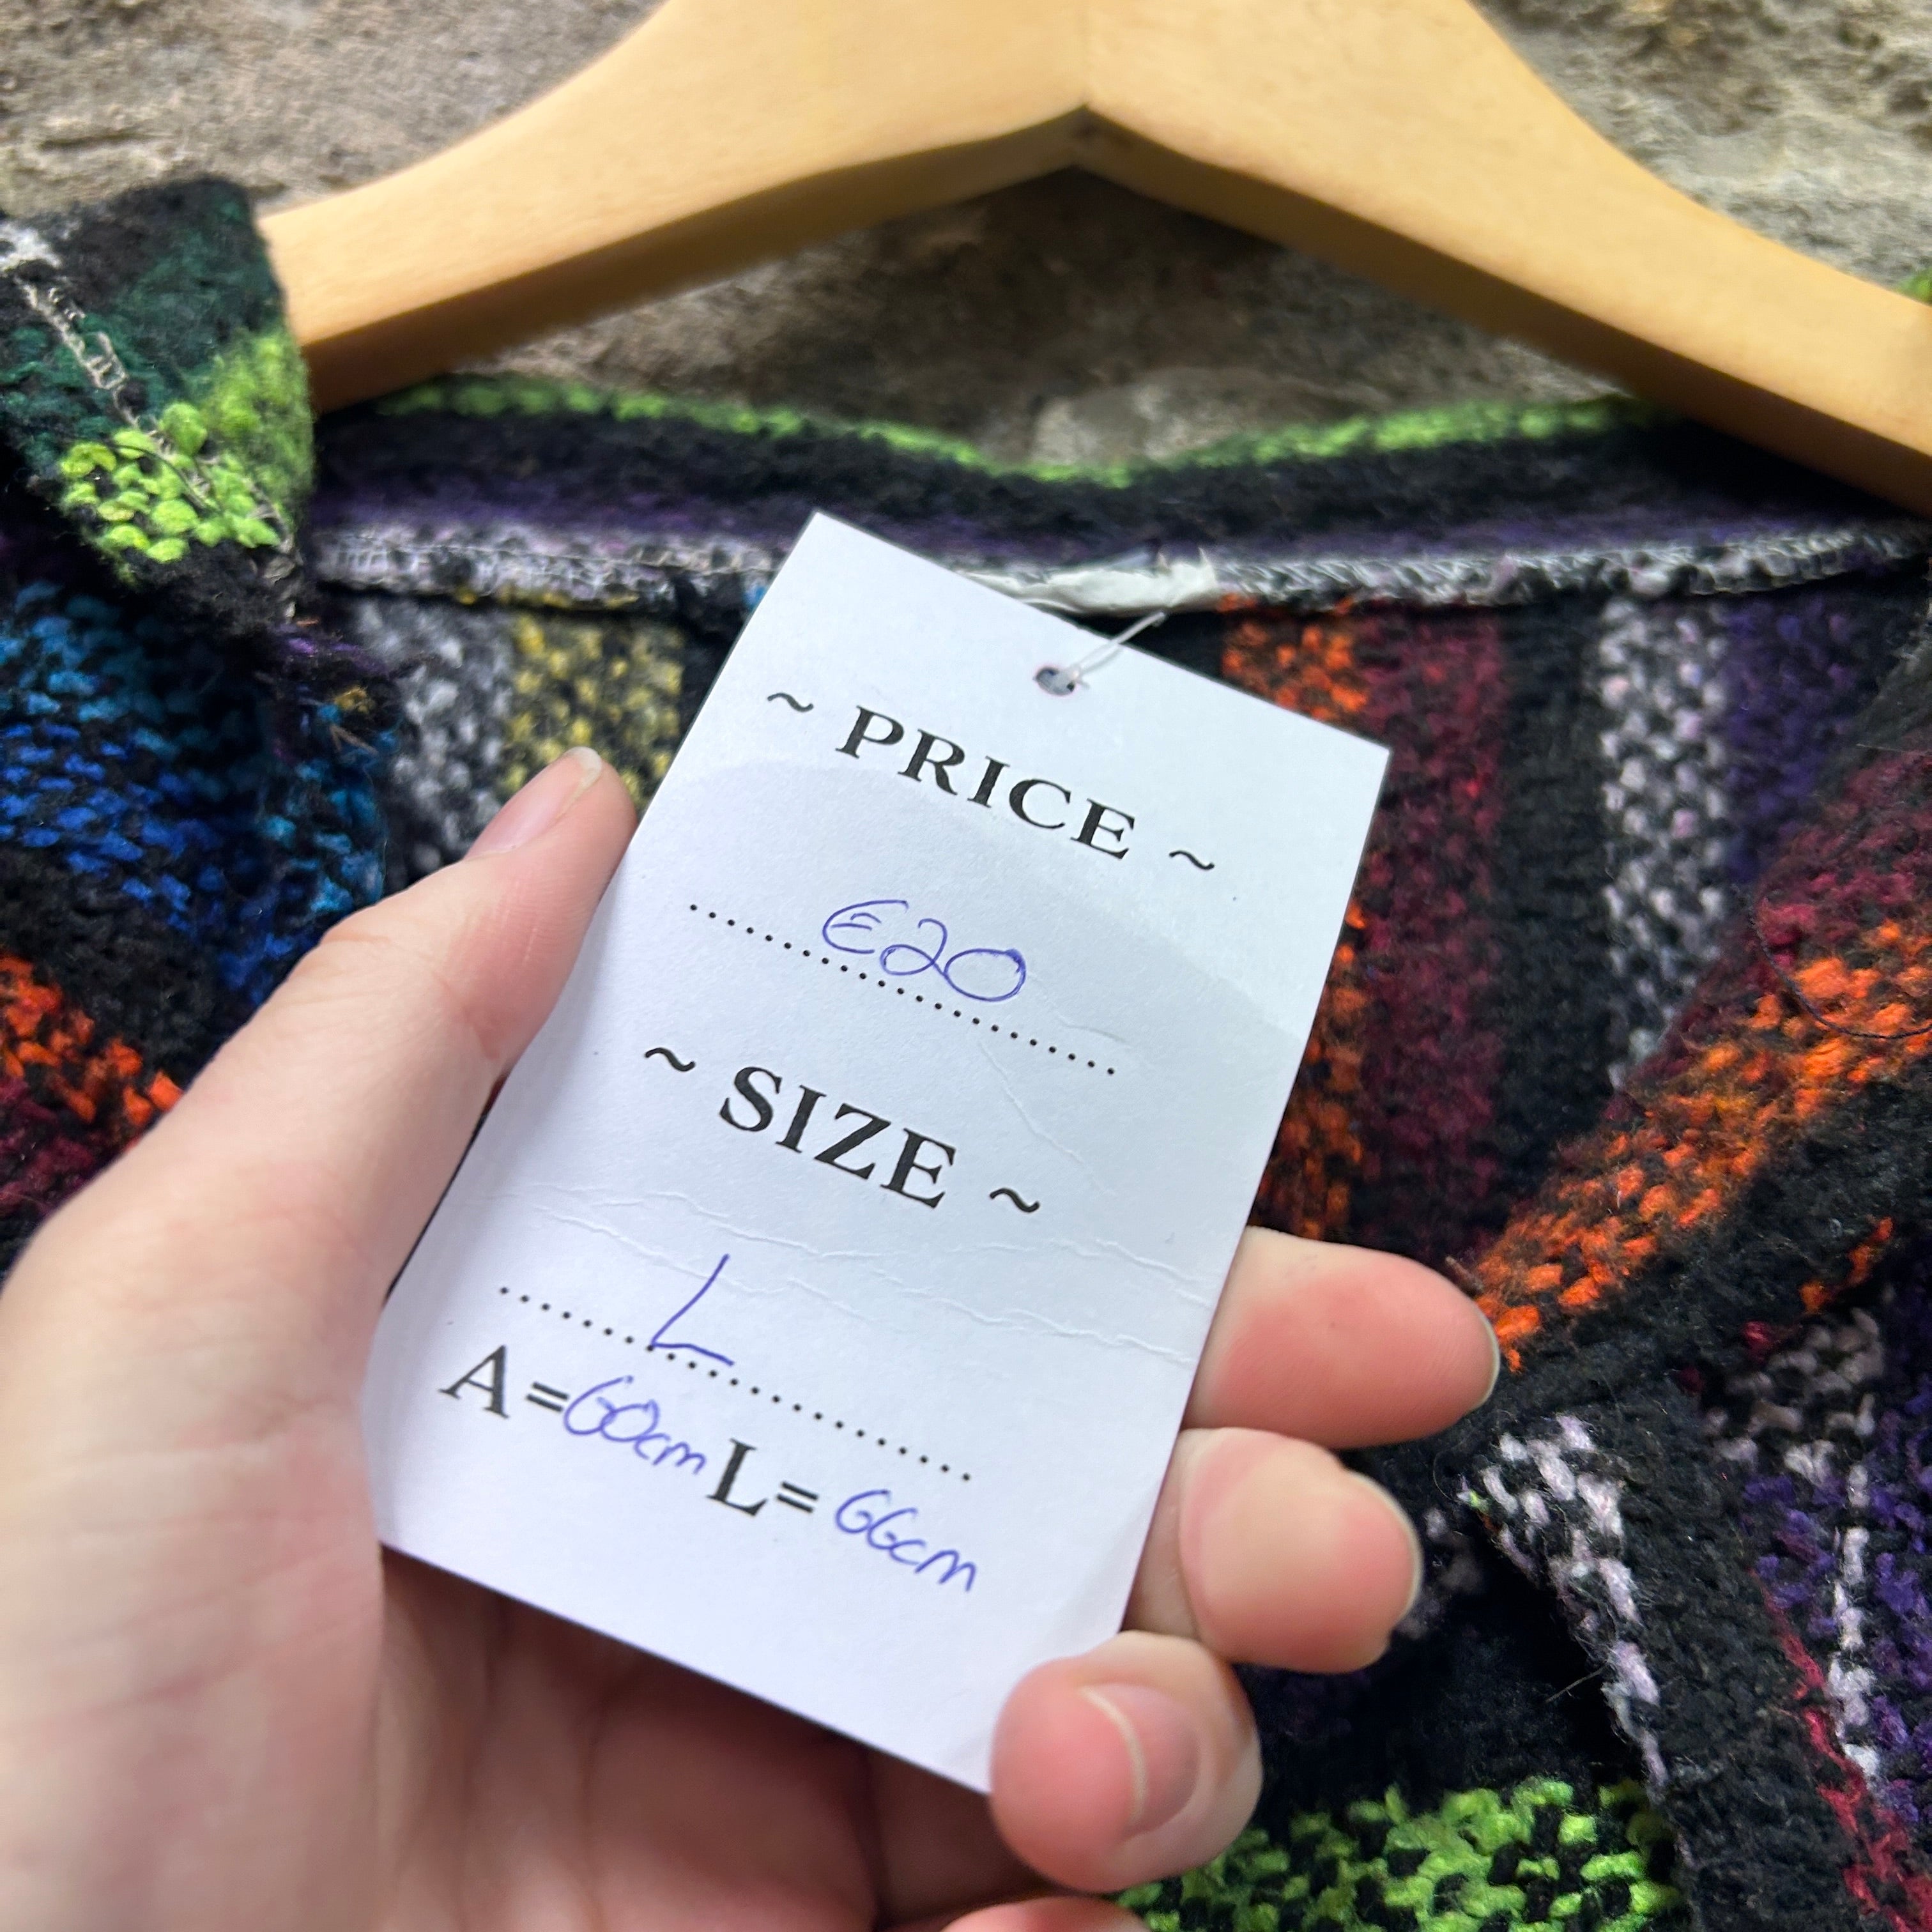 ~ PRICE ~
€20
~ SIZE ~
L
A=60cm L= 66cm